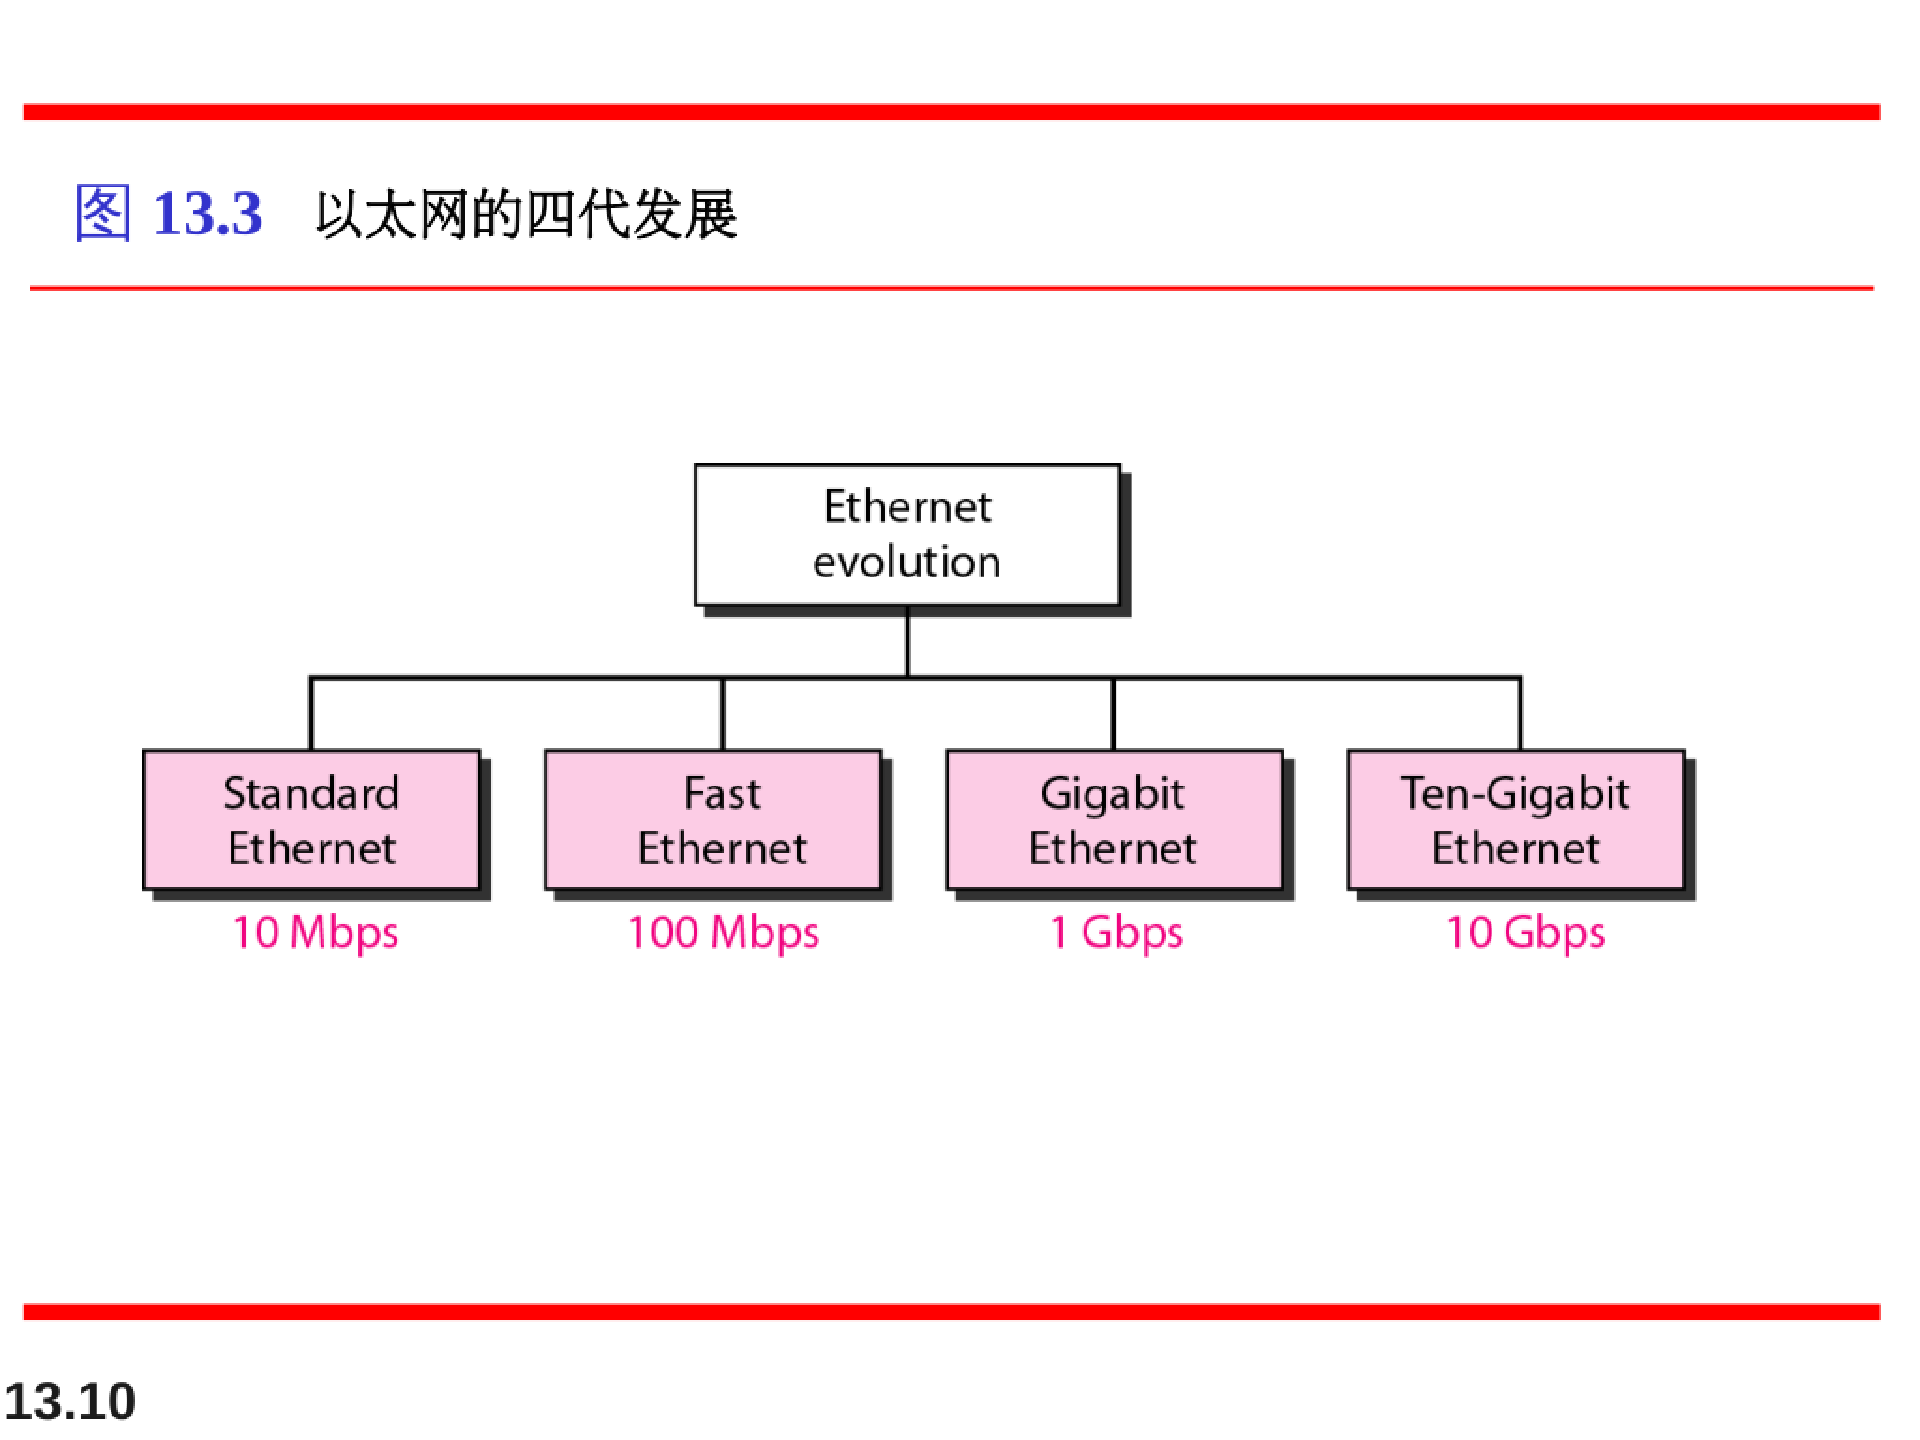 图 13.3 以太网的四代发展
Ethernet
evolution
Standard
Ethernet
10 Mbps
Fast
Ethernet
100 Mbps
Gigabit
Ethernet
1 Gbps
Ten-Gigabit
Ethernet
10 Gbps
13.10